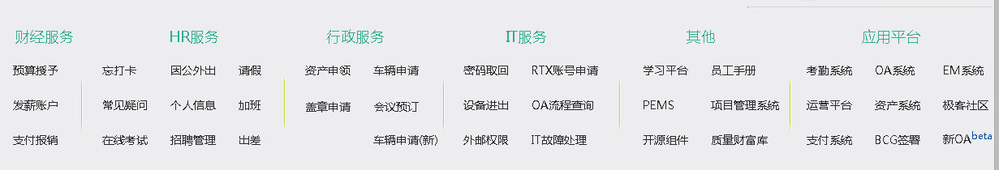 财经服务 HR服务 行政服务 IT服务 其他 应用平台
预算授予 忘打卡 因公外出 请假 资产申领 车辆申请 密码取回 RTX账号申请 学习平台 员工手册 考勤系统 OA系统 EM系统
发薪账户 常见疑问 个人信息 加班 盖章申请 会议预订 设备进出 OA流程查询 PEMS 项目管理系统 运营平台 资产系统 极客社区
支付报销 在线考试 招聘管理 出差 车辆申请(新) 外邮权限 IT故障处理 开源组件 质量财富库 支付系统 BCG签署 新OAbeta